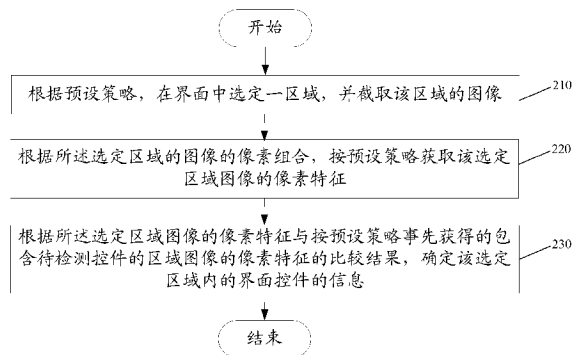 开始
根据预设策略，在界面中选定一区域，并截取该区域的图像
210
根据所述选定区域的图像的像素组合，按预设策略获取该选定
区域图像的像素特征
220
根据所述选定区域图像的像素特征与按预设策略事先获得的包
含待检测控件的区域图像的像素特征的比较结果，确定该选定
区域内的界面控件的信息
230
结束